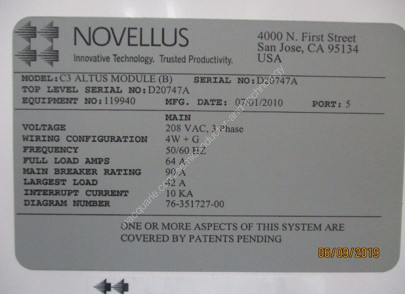 NOVELLUS
Innovative Technology. Trusted Productivity.
4000 N. First Street
San Jose, CA 95134
USA
MODEL:C3 ALTUS MODULE (B) SERIAL NO:D20747A
TOP LEVEL SERIAL NO:D20747A
EQUIPMENT NO:119940 MFG. DATE: 07/01/2010 PORT: 5
MAIN
VOLTAGE 208 VAC, 3 Phase
WIRING CONFIGURATION 4W + G
FREQUENCY 50/60 HZ
FULL LOAD AMPS 64 A
MAIN BREAKER RATING 90 A
LARGEST LOAD 42 A
INTERRUPT CURRENT 10 KA
DIAGRAM NUMBER 76-351727-00
ONE OR MORE ASPECTS OF THIS SYSTEM ARE
COVERED BY PATENTS PENDING
08/09/2019